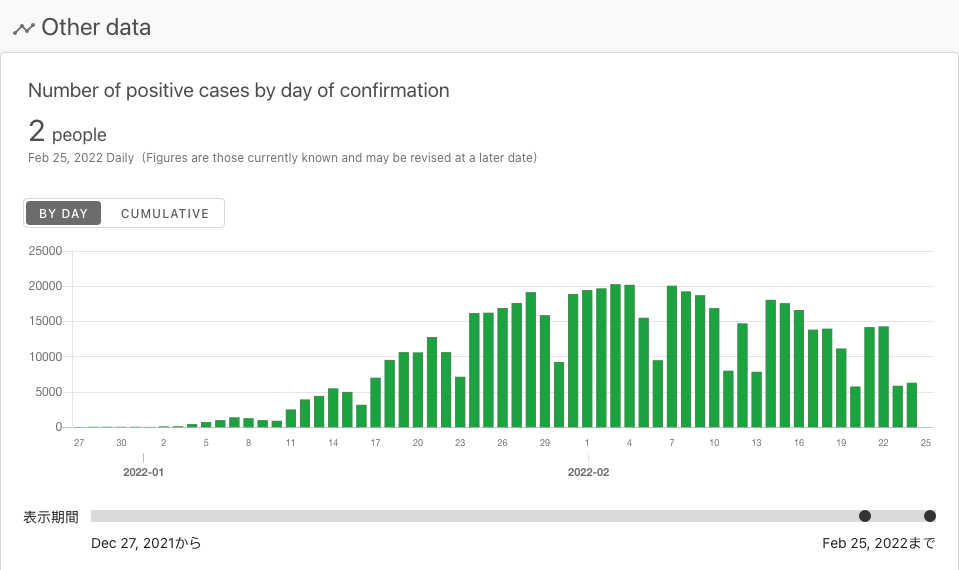 Other data
Number of positive cases by day of confirmation
2 people
Feb 25, 2022 Daily (Figures are those currently known and may be revised at a later date)
BY DAY CUMULATIVE
25000
20000
15000
10000
5000
0
27 30 2 5 8 11 14 17 20 23 26 29 1 4 7 10 13 16 19 22 25
2022-01 2022-02
表示期間
Dec 27, 2021から Feb 25, 2022まで